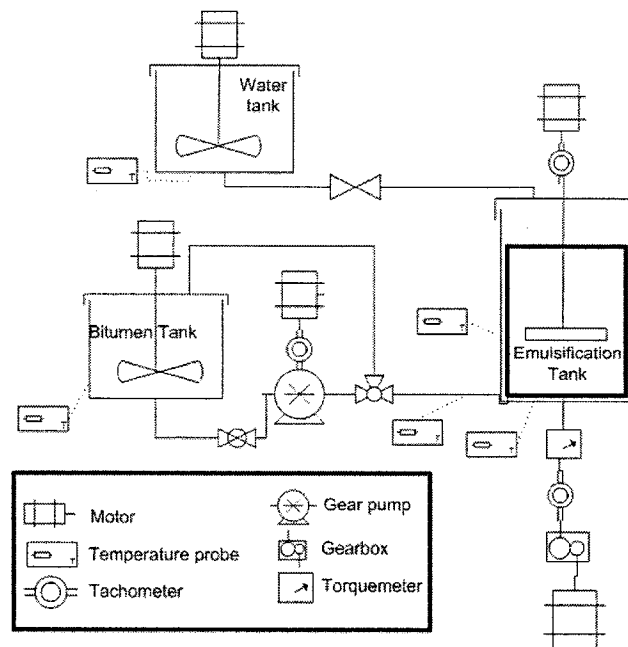 Water
tank
Bitumen Tank
Emulsification
Tank
T
T
T
T
T
Motor
Gear pump
Temperature probe
T
Gearbox
Tachometer
Torquemeter